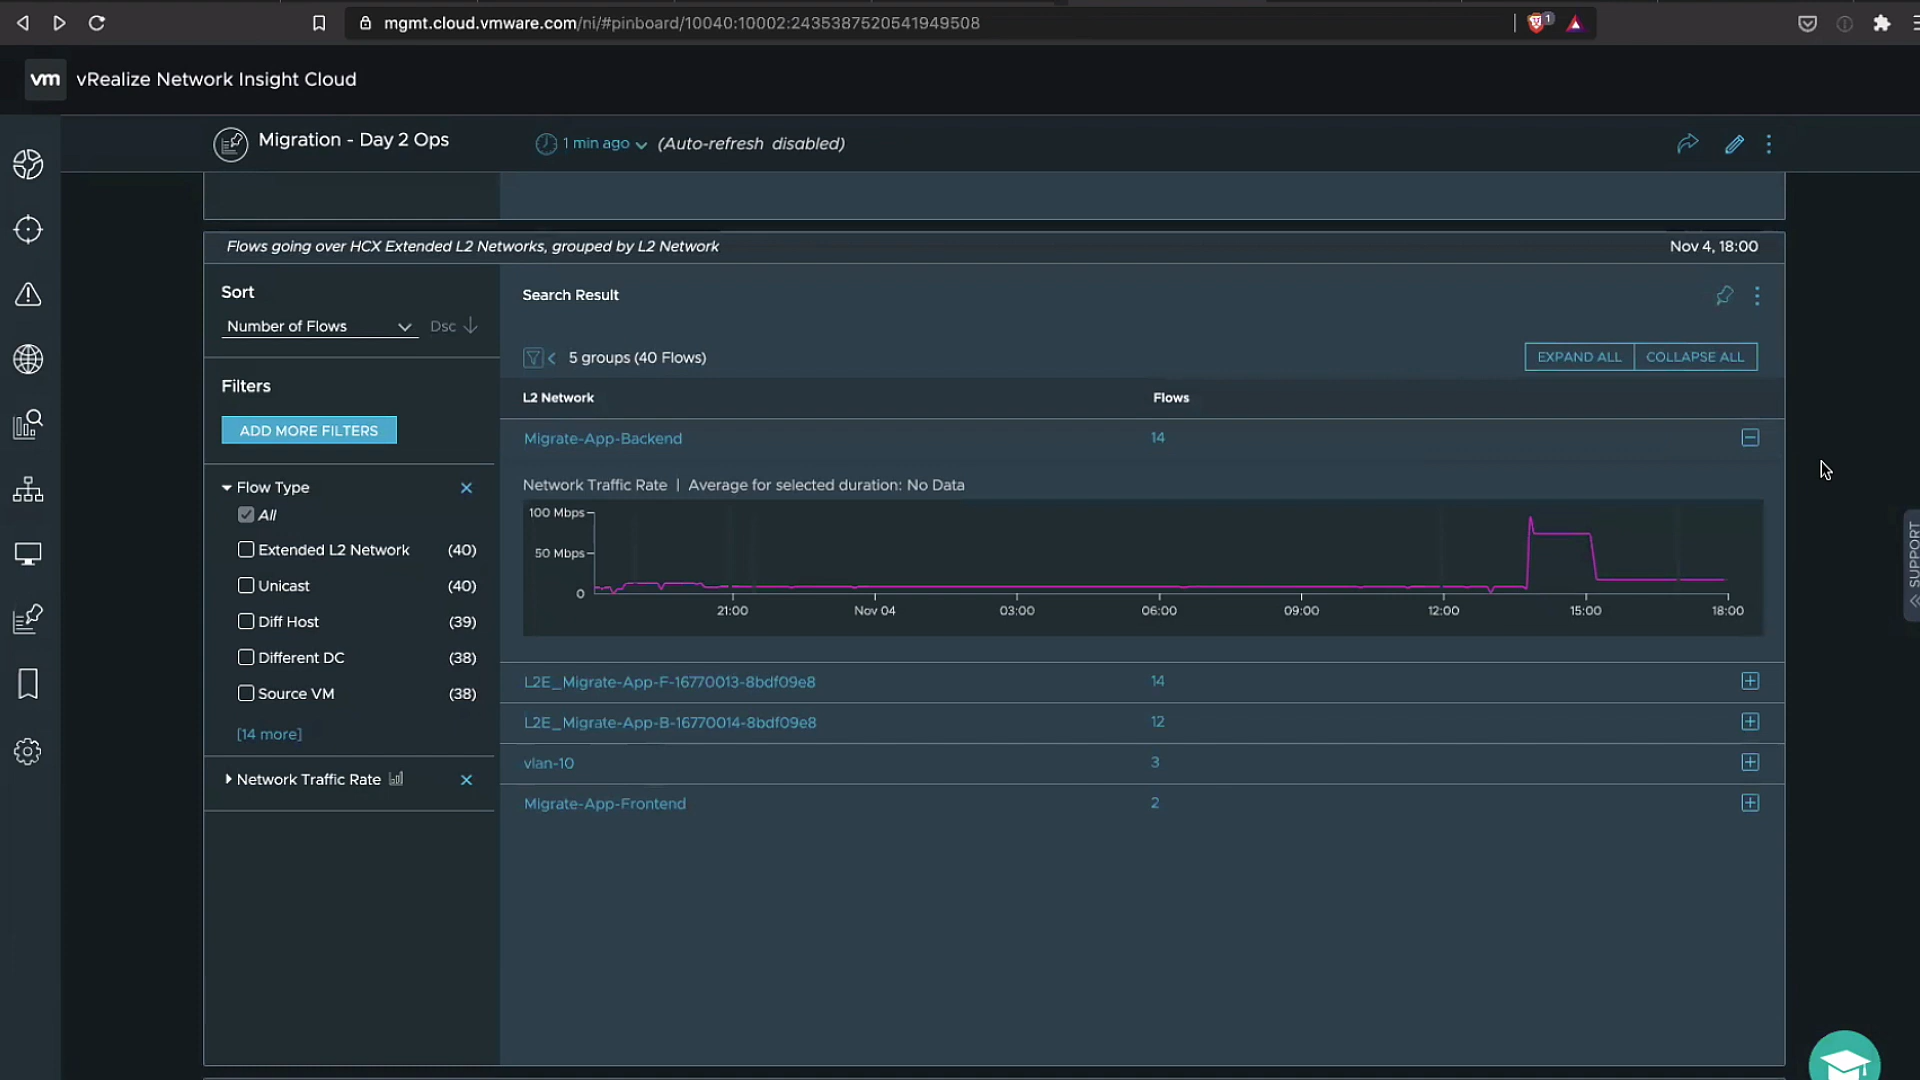 mgmt.cloud.vmware.com/ni/#pinboard/10040:10002:2435387520541949508
1
vm vRealize Network Insight Cloud
Migration - Day 2 Ops
1 min ago (Auto-refresh disabled)
Flows going over HCX Extended L2 Networks, grouped by L2 Network
Nov 4, 18:00
Sort
Number of Flows
Dsc
Filters
ADD MORE FILTERS
Flow Type
All
Extended L2 Network (40)
Unicast (40)
Diff Host (39)
Different DC (38)
Source VM (38)
[14 more]
Network Traffic Rate
Search Result
5 groups (40 Flows)
EXPAND ALL
COLLAPSE ALL
L2 Network Flows
Migrate-App-Backend 14
Network Traffic Rate | Average for selected duration: No Data
100 Mbps
50 Mbps
0
21:00 Nov 04 03:00 06:00 09:00 12:00 15:00 18:00
L2E_Migrate-App-F-16770013-8bdf09e8 14
L2E_Migrate-App-B-16770014-8bdf09e8 12
vlan-10 3
Migrate-App-Frontend 2
SUPPORT